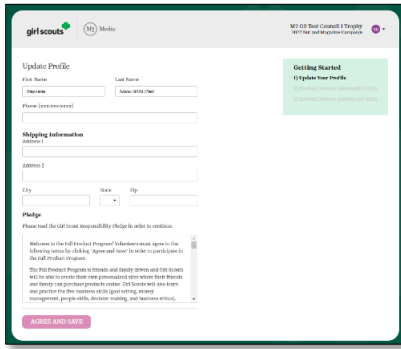 girl scouts
M2 Media
M2 GS Test Council 1 Trophy
Update Profile
First Name
Last Name
Phone (xxx-xxx-xxxx)
Shipping Information
Address 1
Address 2
City
State
Zip
Pledge
Please read the Girl Scout Responsibility Pledge in order to continue.
Welcome to the Fall Product Program! Volunteers must agree to the
following terms by clicking "Agree and Save" in order to participate in
the Fall Product Program
The Fall Product Program is friends and family driven and Girl Scouts
will be able to create their own personalized sites where their friends
and family can purchase products online. Girl Scouts will also learn
and practice the five business skills (goal setting, money
management, people skills, decision making, and business ethics).
AGREE AND SAVE
Getting Started
1) Update Your Profile